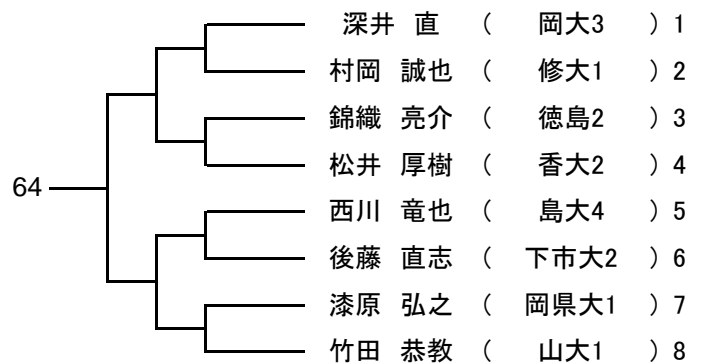 深井 直 ( 岡大3 ) 1
村岡 誠也 ( 修大1 ) 2
錦織 亮介 ( 徳島2 ) 3
松井 厚樹 ( 香大2 ) 4
64
西川 竜也 ( 島大4 ) 5
後藤 直志 ( 下市大2 ) 6
漆原 弘之 ( 岡県大1 ) 7
竹田 恭教 ( 山大1 ) 8